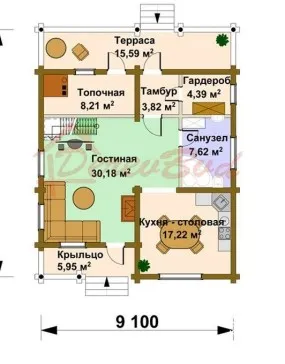 Терраса
15,59 м²
Топочная
8,21 м²
Тамбур
3,82 м²
Гардероб
4,39 м²
Гостиная
30,18 м²
Санузел
7,62 м²
Кухня - столовая
17,22 м²
Крыльцо
5,95 м²
9 100